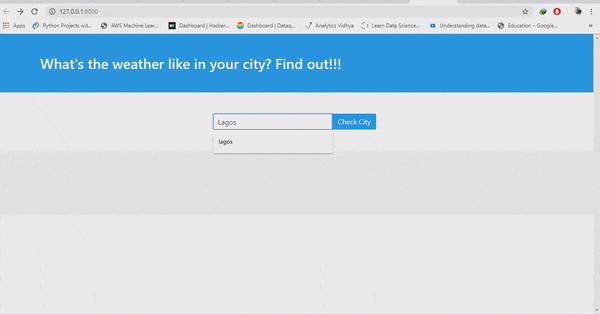 127.0.0.1:8000
Apps Python Projects wit... AWS Machine Lear... Dashboard | Hacker... Dashboard | Dataq... Analytics Vidhya Learn Data Science... Understanding data... Education – Google... »
What's the weather like in your city? Find out!!!
Lagos Check City
lagos